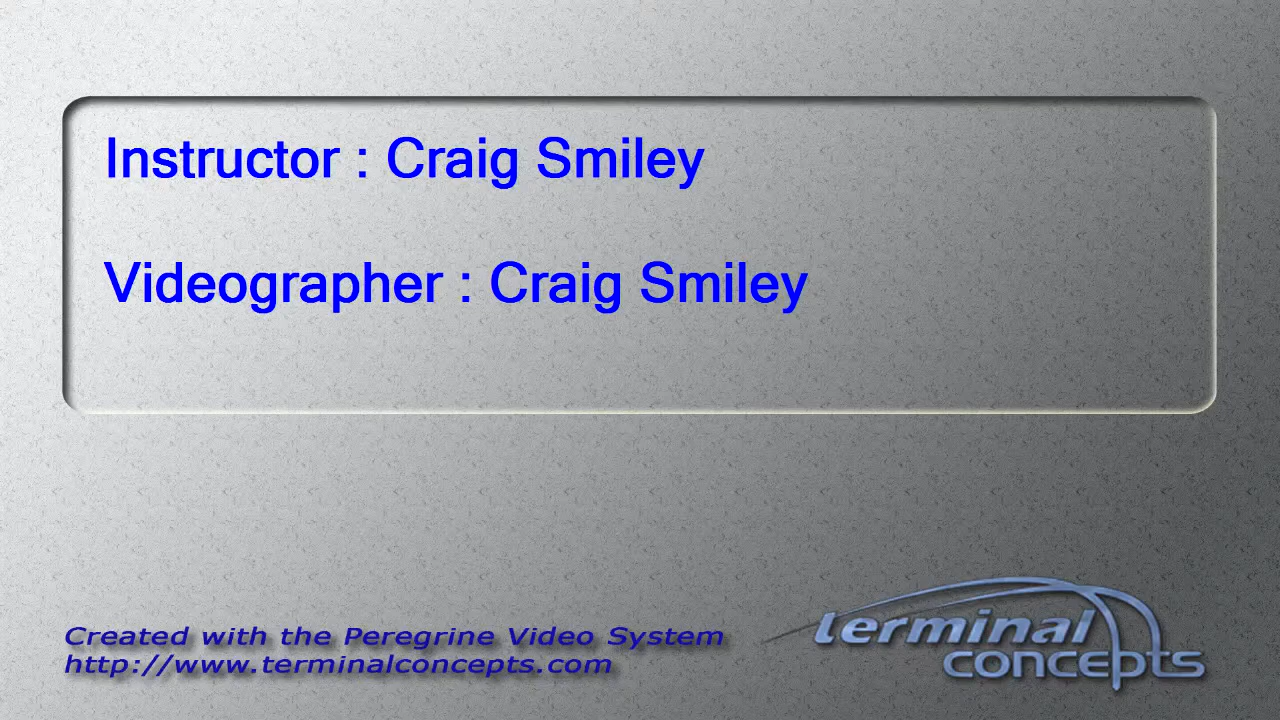 Instructor : Craig Smiley
Videographer : Craig Smiley
Created with the Peregrine Video System
http://www.terminalconcepts.com
terminal
concepts